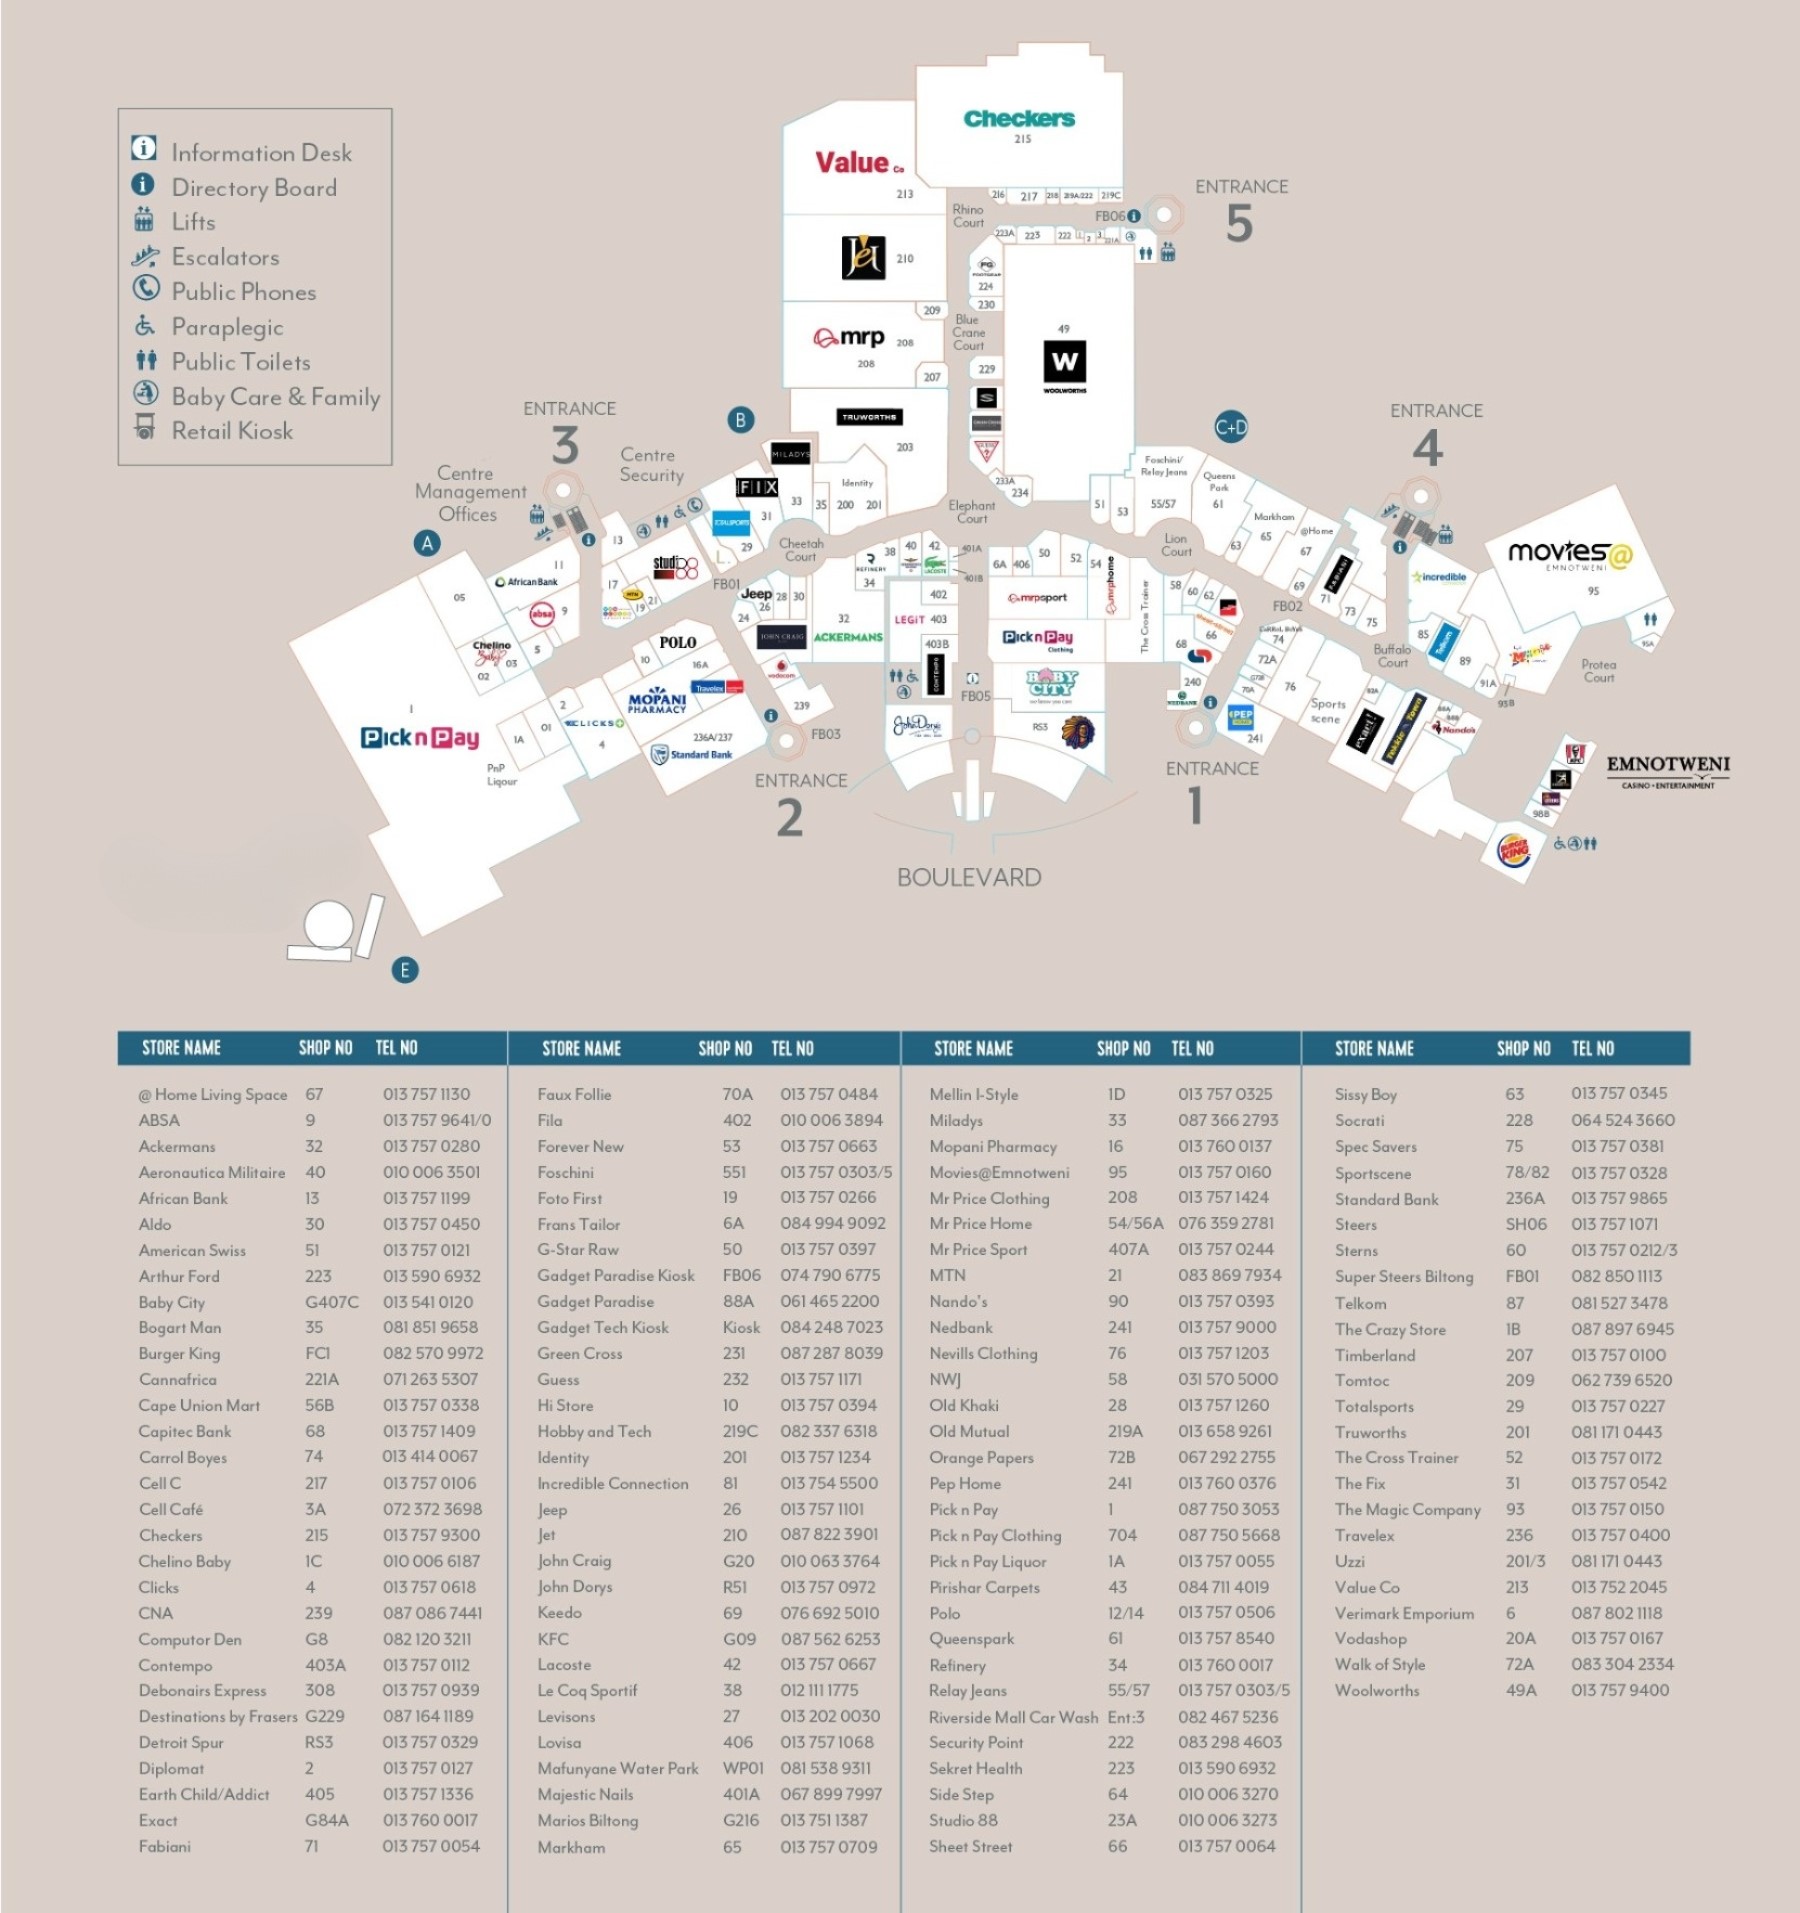 Information Desk
Directory Board
Lifts
Escalators
Public Phones
Paraplegic
Public Toilets
Baby Care & Family
Retail Kiosk
Checkers
215
Value Co
213
216 217 218 219A/222 219C
Rhino
Court
FB06
ENTRANCE
5
223A 223 222 1 2 3 221A
Jet 210
FG
FOOTGEAR
224
230
209
Blue
Crane
Court
mrp 208
208
207
229
49
W
WOOLWORTHS
TRUWORTHS
203
ENTRANCE
3
B
C+D
ENTRANCE
4
Centre
Security
Centre
Management
Offices
A
MILADYS
FIX
33
35
Identity
200 201
233A
234
Elephant
Court
51
53
Foschini/
Relay Jeans
55/57
Queens
Park
61
Markham
65
@Home
67
63
69
Lion
Court
Cheetah
Court
TOTALSPORTS
31
29
L.
FB01
13
11
17
studi88
MTN
19
21
African Bank
absa 9
05
Chelino
Baby
03
02
5
1
Pick n Pay
1A
01
PnP
Liqour
2
CLICKS
4
10
POLO
16A
MOPANI
PHARMACY
Travelex
236A/237
Standard Bank
Jeep
26
28
30
24
JOHN CRAIG
vodacom
239
FB03
ENTRANCE
2
32
ACKERMANS
REFINERY
34
38
40
42
LACOSTE
401A
401B
402
LEGiT 403
403B
CONTEMPO
FB05
John Dory's
6A 406
50
52
54
mrphome
mrpsport
Pick n Pay
Clothing
BABY
CITY
RS3
The Cross Trainer
58
60
62
66
68
240
NEDBANK
ENTRANCE
1
PEP
241
FB02
CARROL BOYES
74
72A
70A
76
Sports
scene
FABIANI
71
73
75
Buffalo
Court
incredible
85
Telkom
89
91A
93B
movies@
EMNOTWENI
95
95A
Protea
Court
exact!
Tekkie Town
88A
88B
Nando's
KFC
98B
BURGER
KING
EMNOTWENI
CASINO • ENTERTAINMENT
BOULEVARD
E
STORE NAME SHOP NO TEL NO
@ Home Living Space 67 013 757 1130
ABSA 9 013 757 9641/0
Ackermans 32 013 757 0280
Aeronautica Militaire 40 010 006 3501
African Bank 13 013 757 1199
Aldo 30 013 757 0450
American Swiss 51 013 757 0121
Arthur Ford 223 013 590 6932
Baby City G407C 013 541 0120
Bogart Man 35 081 851 9658
Burger King FC1 082 570 9972
Cannafrica 221A 071 263 5307
Cape Union Mart 56B 013 757 0338
Capitec Bank 68 013 757 1409
Carrol Boyes 74 013 414 0067
Cell C 217 013 757 0106
Cell Café 3A 072 372 3698
Checkers 215 013 757 9300
Chelino Baby 1C 010 006 6187
Clicks 4 013 757 0618
CNA 239 087 086 7441
Computor Den G8 082 120 3211
Contempo 403A 013 757 0112
Debonairs Express 308 013 757 0939
Destinations by Frasers G229 087 164 1189
Detroit Spur RS3 013 757 0329
Diplomat 2 013 757 0127
Earth Child/Addict 405 013 757 1336
Exact G84A 013 760 0017
Fabiani 71 013 757 0054
STORE NAME SHOP NO TEL NO
Faux Follie 70A 013 757 0484
Fila 402 010 006 3894
Forever New 53 013 757 0663
Foschini 551 013 757 0303/5
Foto First 19 013 757 0266
Frans Tailor 6A 084 994 9092
G-Star Raw 50 013 757 0397
Gadget Paradise Kiosk FB06 074 790 6775
Gadget Paradise 88A 061 465 2200
Gadget Tech Kiosk Kiosk 084 248 7023
Green Cross 231 087 287 8039
Guess 232 013 757 1171
Hi Store 10 013 757 0394
Hobby and Tech 219C 082 337 6318
Identity 201 013 757 1234
Incredible Connection 81 013 754 5500
Jeep 26 013 757 1101
Jet 210 087 822 3901
John Craig G20 010 063 3764
John Dorys R51 013 757 0972
Keedo 69 076 692 5010
KFC G09 087 562 6253
Lacoste 42 013 757 0667
Le Coq Sportif 38 012 111 1775
Levisons 27 013 202 0030
Lovisa 406 013 757 1068
Mafunyane Water Park WP01 081 538 9311
Majestic Nails 401A 067 899 7997
Marios Biltong G216 013 751 1387
Markham 65 013 757 0709
STORE NAME SHOP NO TEL NO
Mellin I-Style 1D 013 757 0325
Miladys 33 087 366 2793
Mopani Pharmacy 16 013 760 0137
Movies@Emnotweni 95 013 757 0160
Mr Price Clothing 208 013 757 1424
Mr Price Home 54/56A 076 359 2781
Mr Price Sport 407A 013 757 0244
MTN 21 083 869 7934
Nando's 90 013 757 0393
Nedbank 241 013 757 9000
Nevills Clothing 76 013 757 1203
NWJ 58 031 570 5000
Old Khaki 28 013 757 1260
Old Mutual 219A 013 658 9261
Orange Papers 72B 067 292 2755
Pep Home 241 013 760 0376
Pick n Pay 1 087 750 3053
Pick n Pay Clothing 704 087 750 5668
Pick n Pay Liquor 1A 013 757 0055
Pirishar Carpets 43 084 711 4019
Polo 12/14 013 757 0506
Queenspark 61 013 757 8540
Refinery 34 013 760 0017
Relay Jeans 55/57 013 757 0303/5
Riverside Mall Car Wash Ent:3 082 467 5236
Security Point 222 083 298 4603
Sekret Health 223 013 590 6932
Side Step 64 010 006 3270
Studio 88 23A 010 006 3273
Sheet Street 66 013 757 0064
STORE NAME SHOP NO TEL NO
Sissy Boy 63 013 757 0345
Socrati 228 064 524 3660
Spec Savers 75 013 757 0381
Sportscene 78/82 013 757 0328
Standard Bank 236A 013 757 9865
Steers SH06 013 757 1071
Sterns 60 013 757 0212/3
Super Steers Biltong FB01 082 850 1113
Telkom 87 081 527 3478
The Crazy Store 1B 087 897 6945
Timberland 207 013 757 0100
Tomtoc 209 062 739 6520
Totalsports 29 013 757 0227
Truworths 201 081 171 0443
The Cross Trainer 52 013 757 0172
The Fix 31 013 757 0542
The Magic Company 93 013 757 0150
Travelex 236 013 757 0400
Uzzi 201/3 081 171 0443
Value Co 213 013 752 2045
Verimark Emporium 6 087 802 1118
Vodashop 20A 013 757 0167
Walk of Style 72A 083 304 2334
Woolworths 49A 013 757 9400